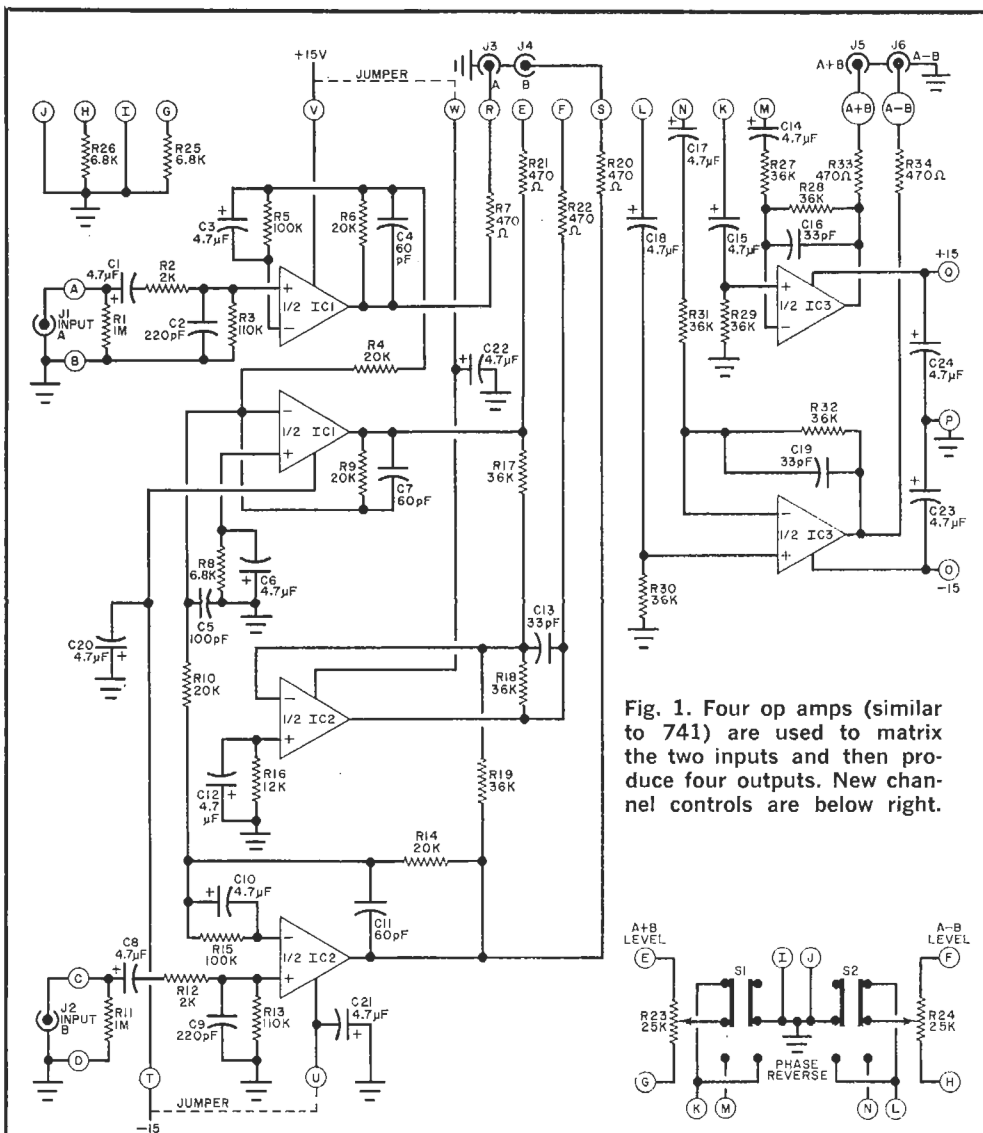 +15V
JUMPER
J3
J4
A
B
J5
J6
A+B
A-B
J
H
I
G
V
W
R
E
F
S
L
N
K
M
A+B
A-B
R26
6.8K
R25
6.8K
C3
4.7µF
R5
100K
R6
20K
C4
60
pF
R7
470
Ω
R21
470
Ω
R22
470
Ω
R20
470
Ω
C17
4.7µF
C14
4.7µF
R27
36K
R28
36K
R33
470Ω
R34
470Ω
C16
33pF
C18
4.7µF
C15
4.7µF
+15
Q
C1
4.7µF
R2
2K
A
J1
INPUT
A
R1
1M
B
C2
220pF
R3
110K
+
-
1/2 IC1
R31
36K
R29
36K
+
-
1/2 IC3
C24
4.7µF
R4
20K
C22
4.7µF
P
-
+
1/2 IC1
R9
20K
C7
60pF
R17
36K
R32
36K
C19
33pF
-
+
1/2 IC3
C23
4.7µF
O
-15
R30
36K
R8
6.8K
C6
4.7µF
C5
100pF
C20
4.7µF
C13
33pF
R10
20K
R18
36K
-
+
1/2 IC2
R16
12K
C12
4.7
µF
R19
36K
Fig. 1. Four op amps (similar
to 741) are used to matrix
the two inputs and then pro-
duce four outputs. New chan-
nel controls are below right.
R14
20K
C10
4.7µF
C11
60pF
R15
100K
-
+
1/2 IC2
C8
4.7µF
C
J2
INPUT
B
R11
1M
D
R12
2K
C9
220pF
R13
110K
C21
4.7µF
T
U
-15
JUMPER
A+B
LEVEL
E
R23
25K
G
S1
I
J
S2
A-B
LEVEL
F
R24
25K
H
PHASE
REVERSE
K
M
N
L